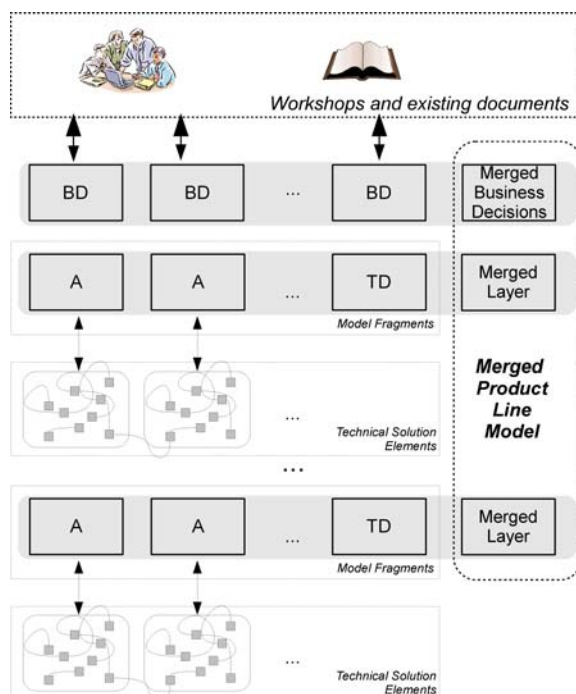 Workshops and existing documents
BD
BD
...
BD
Merged
Business
Decisions
A
A
...
TD
Merged
Layer
Model Fragments
Merged
Product
Line
Model
...
Technical Solution
Elements
...
A
A
...
TD
Merged
Layer
Model Fragments
...
Technical Solution
Elements